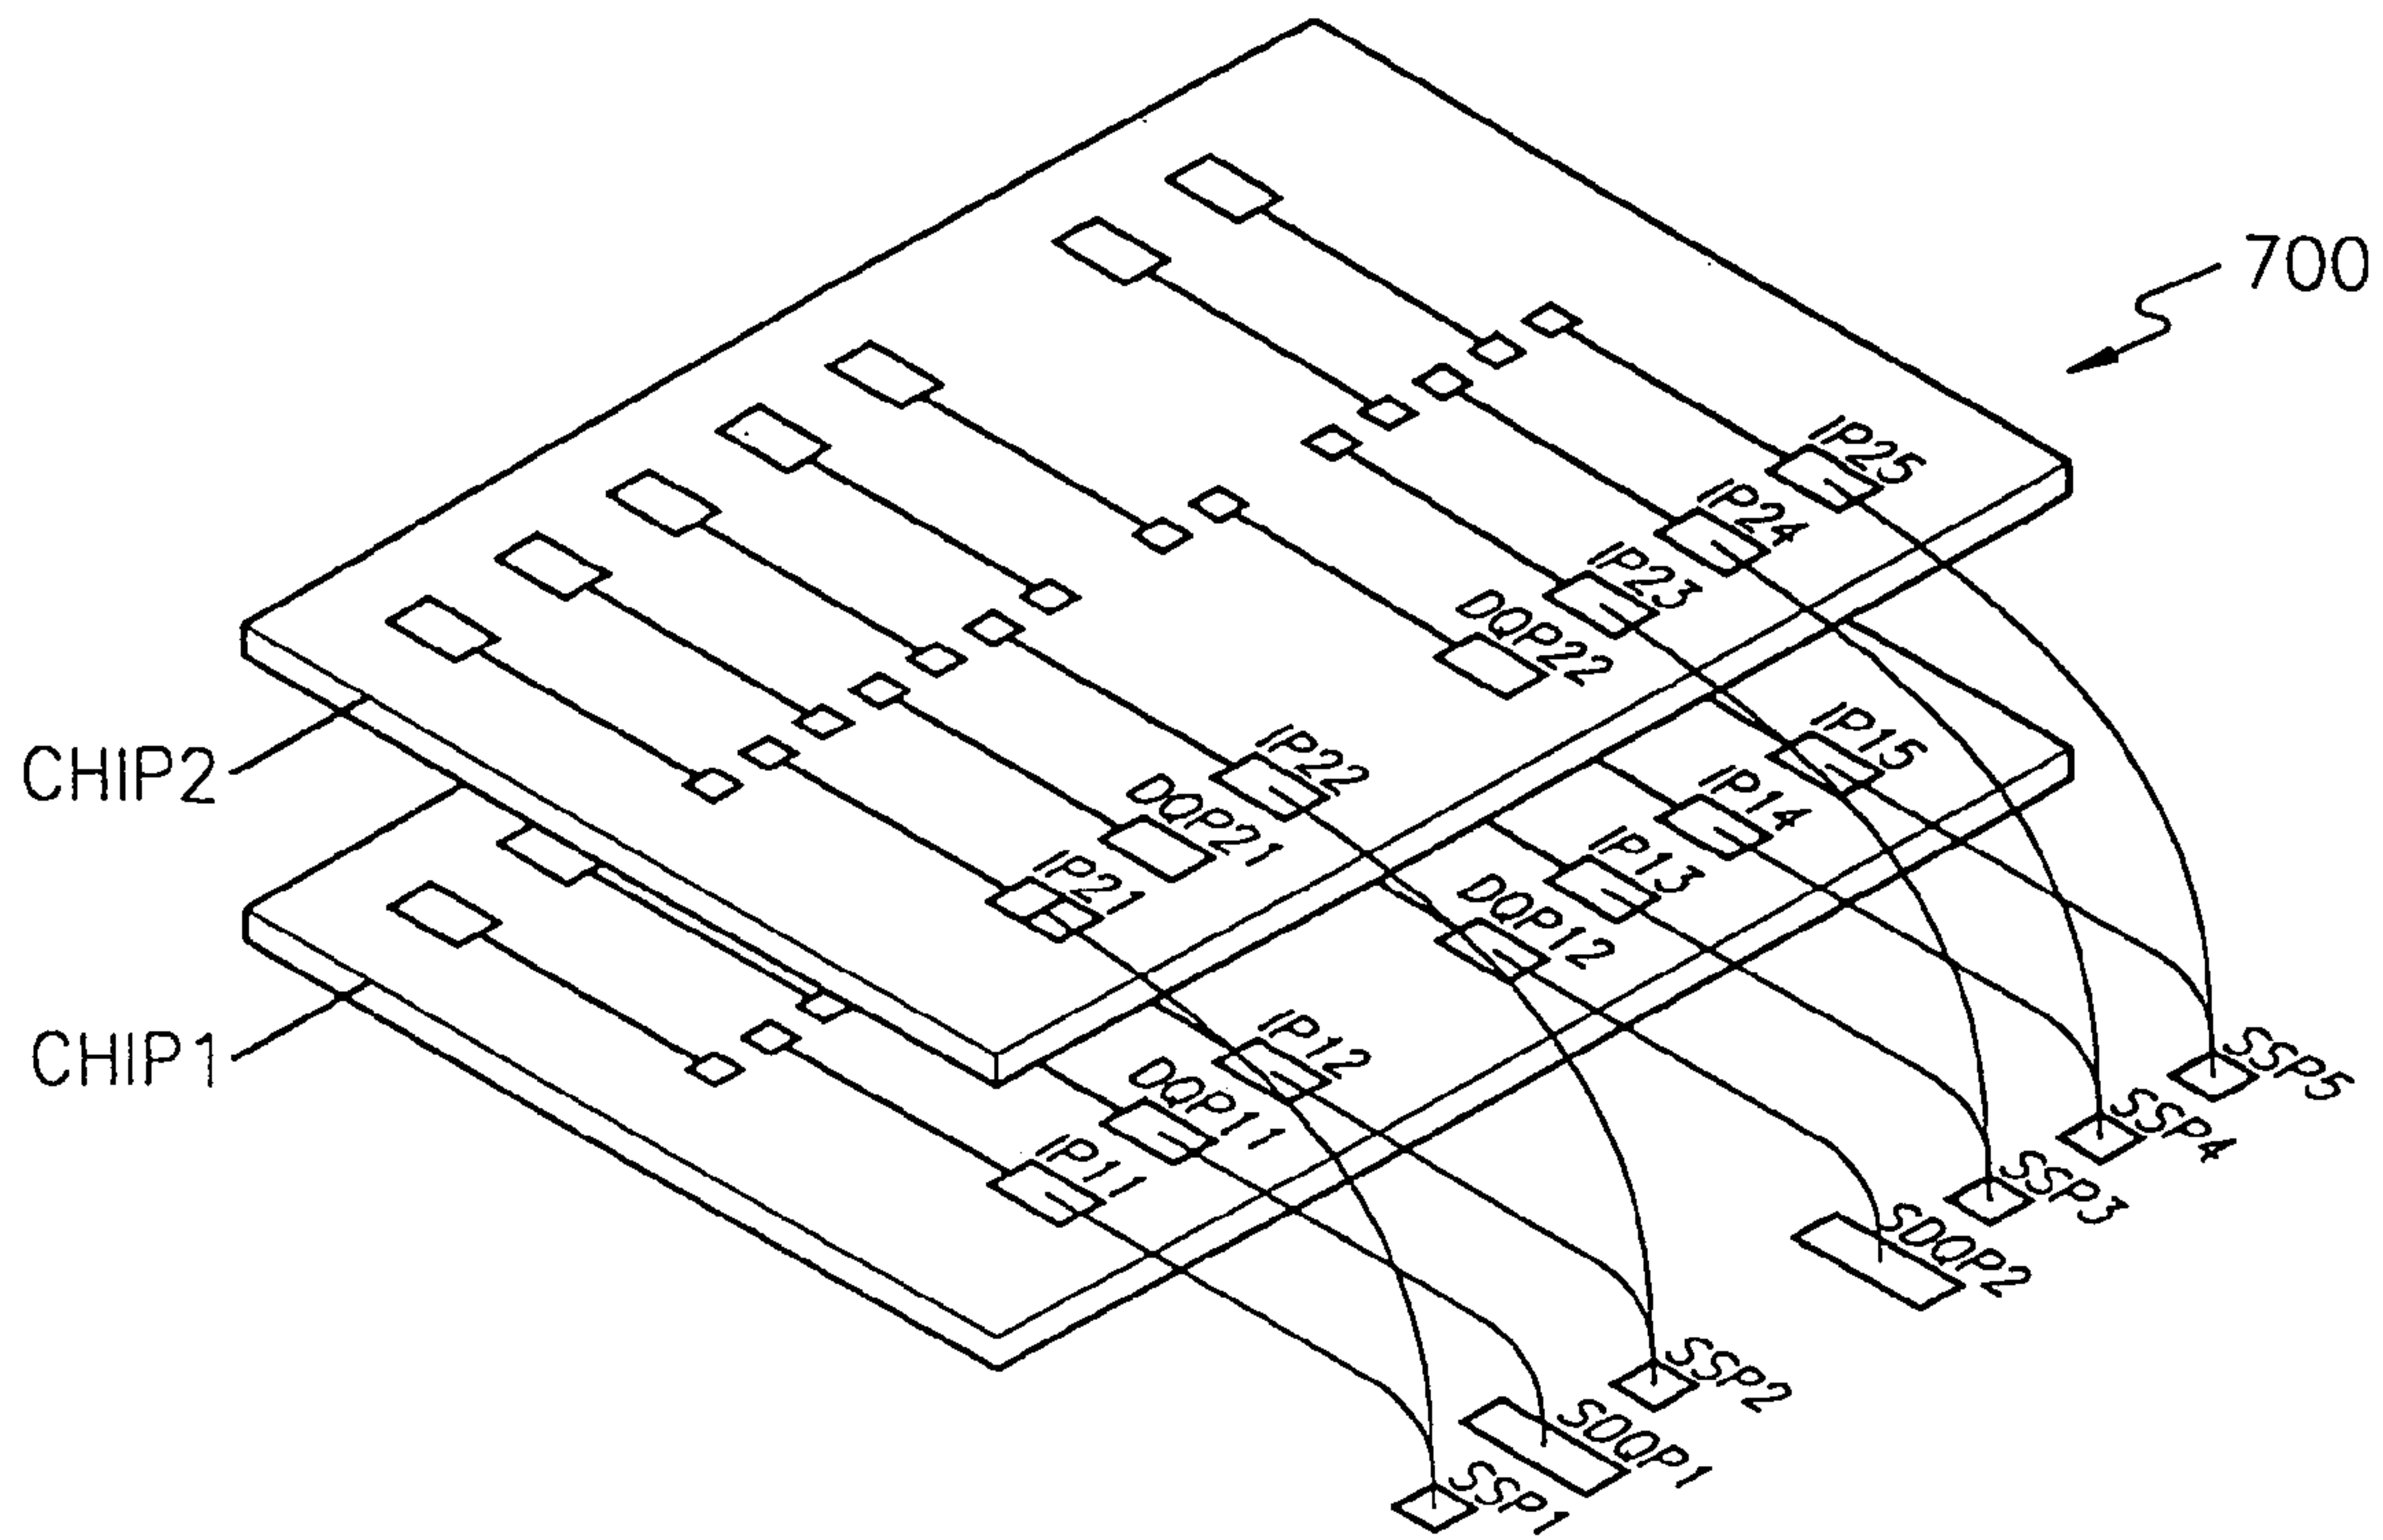 700
IP25
IP24
IP23
DQP22
IP22
DQP21
IP21
CHIP2
IP15
IP14
IP13
DQP12
IP12
DQP11
IP11
CHIP1
SSP5
SSP4
SSP3
SDQP2
SSP2
SDQP1
SSP1